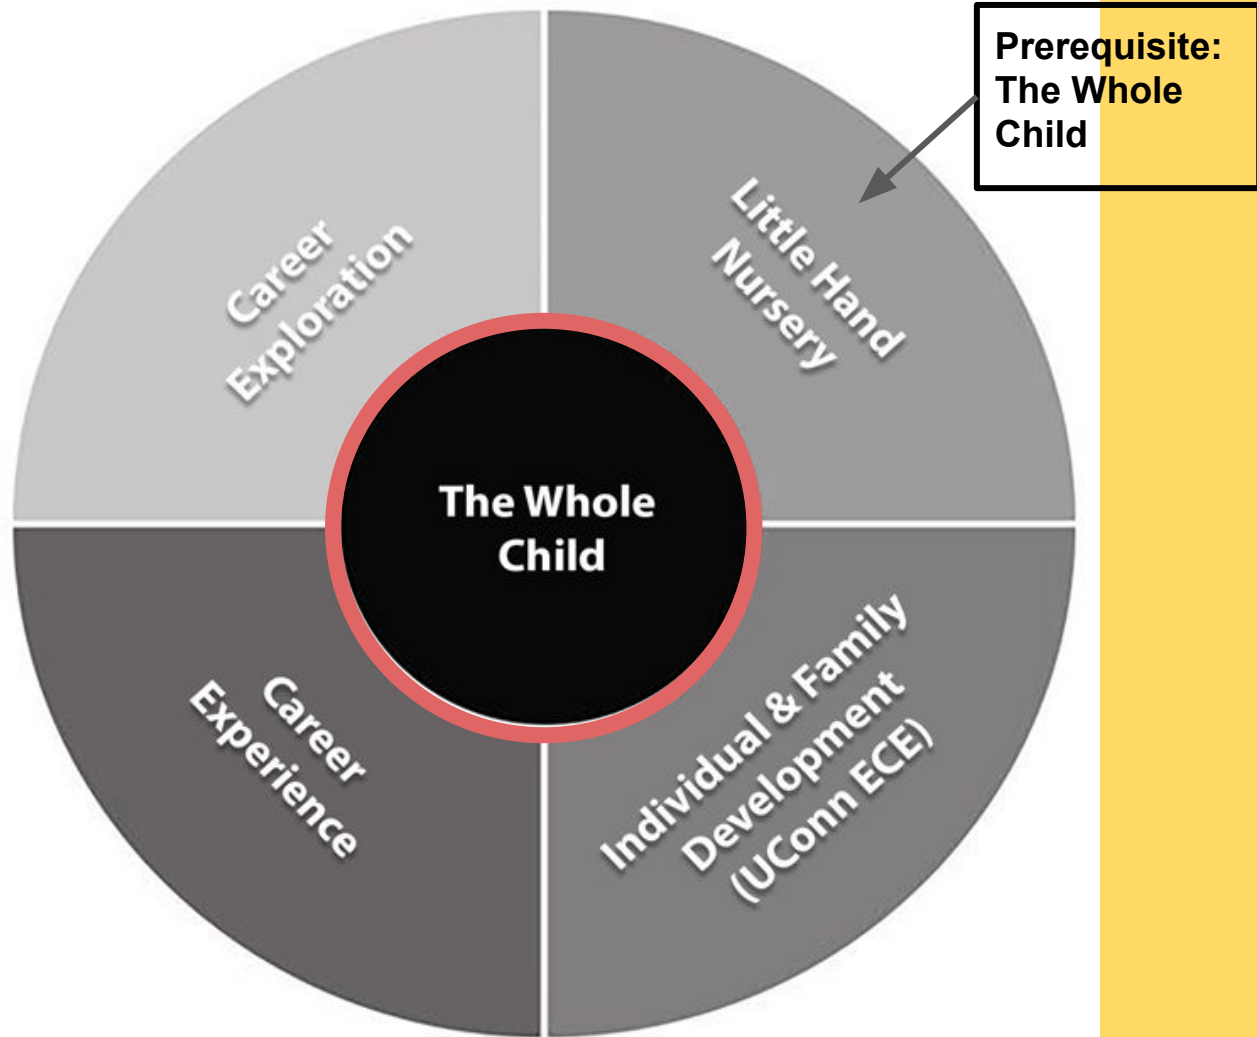 Prerequisite:
The Whole
Child
Career
Exploration
Little Hand
Nursery
The Whole
Child
Career
Experience
Individual & Family
Development
(UConn ECE)